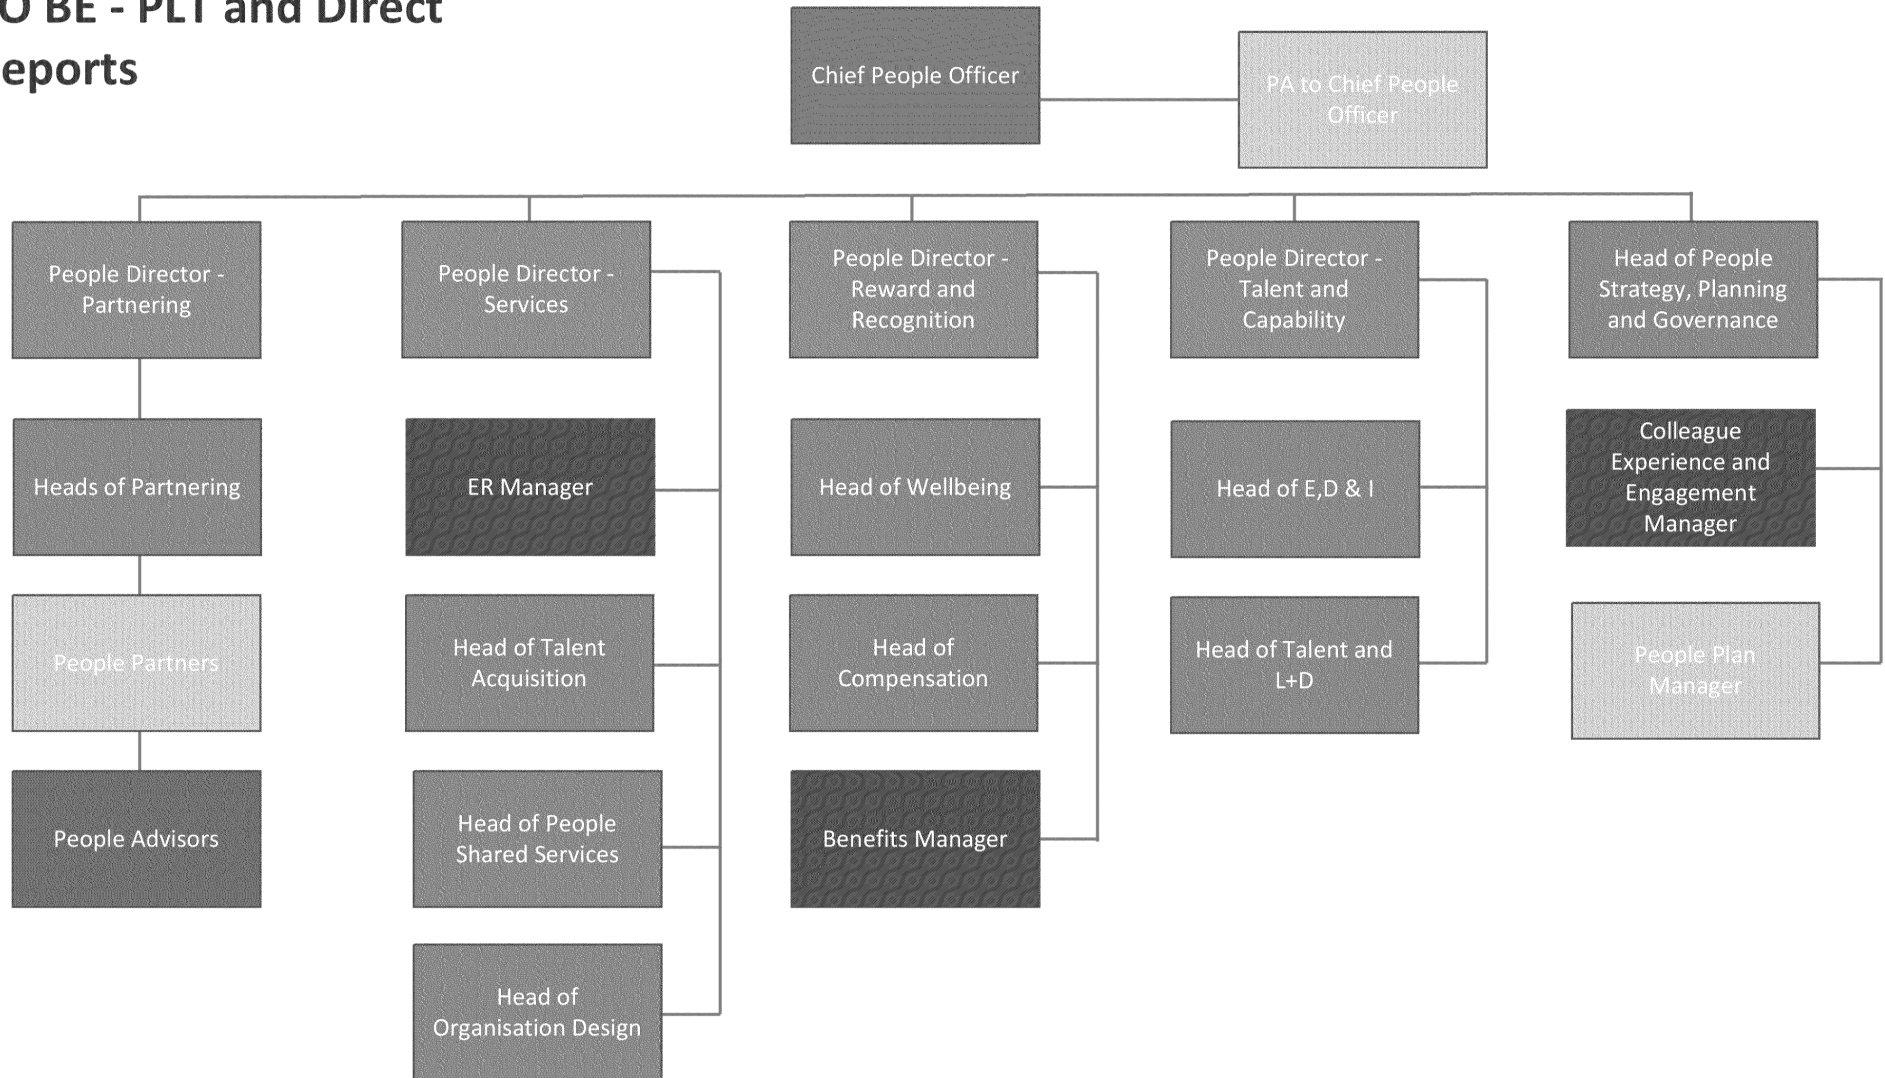 O BE - PLT and Direct
eports
Chief People Officer
PA to Chief People
Officer
People Director -
Partnering
People Director -
Services
People Director -
Reward and
Recognition
People Director -
Talent and
Capability
Head of People
Strategy, Planning
and Governance
Heads of Partnering
ER Manager
Head of Wellbeing
Head of E,D & I
Colleague
Experience and
Engagement
Manager
People Partners
Head of Talent
Acquisition
Head of
Compensation
Head of Talent and
L+D
People Plan
Manager
People Advisors
Head of People
Shared Services
Benefits Manager
Head of
Organisation Design